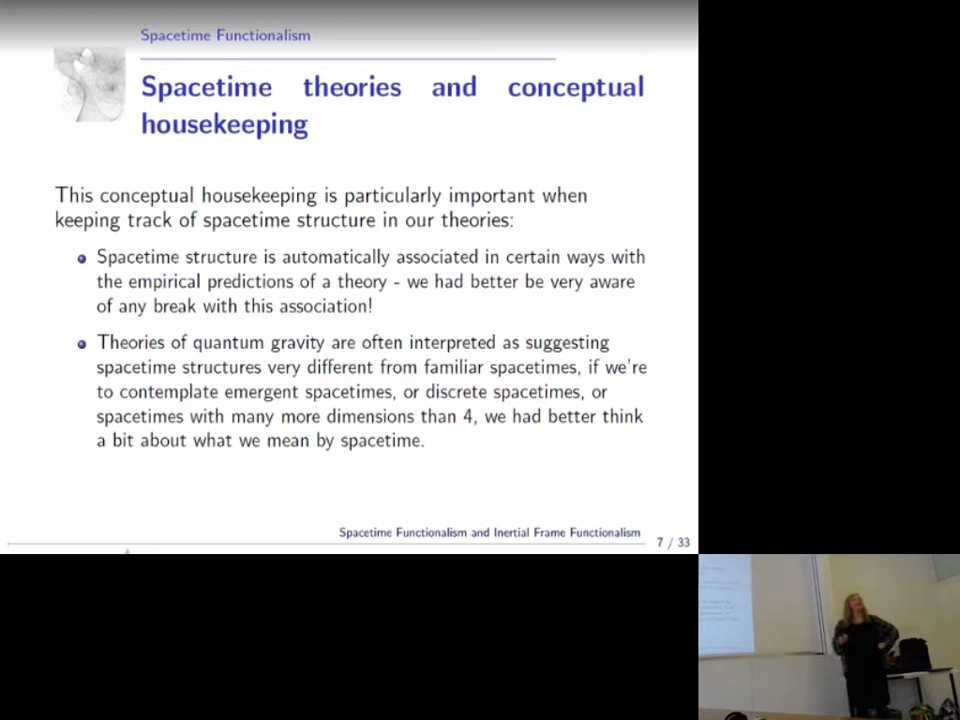 Spacetime Functionalism
Spacetime theories and conceptual
housekeeping
This conceptual housekeeping is particularly important when
keeping track of spacetime structure in our theories:
Spacetime structure is automatically associated in certain ways with
the empirical predictions of a theory - we had better be very aware
of any break with this association!
Theories of quantum gravity are often interpreted as suggesting
spacetime structures very different from familiar spacetimes, if we're
to contemplate emergent spacetimes, or discrete spacetimes, or
spacetimes with many more dimensions than 4, we had better think
a bit about what we mean by spacetime.
Spacetime Functionalism and Inertial Frame Functionalism
7 / 33